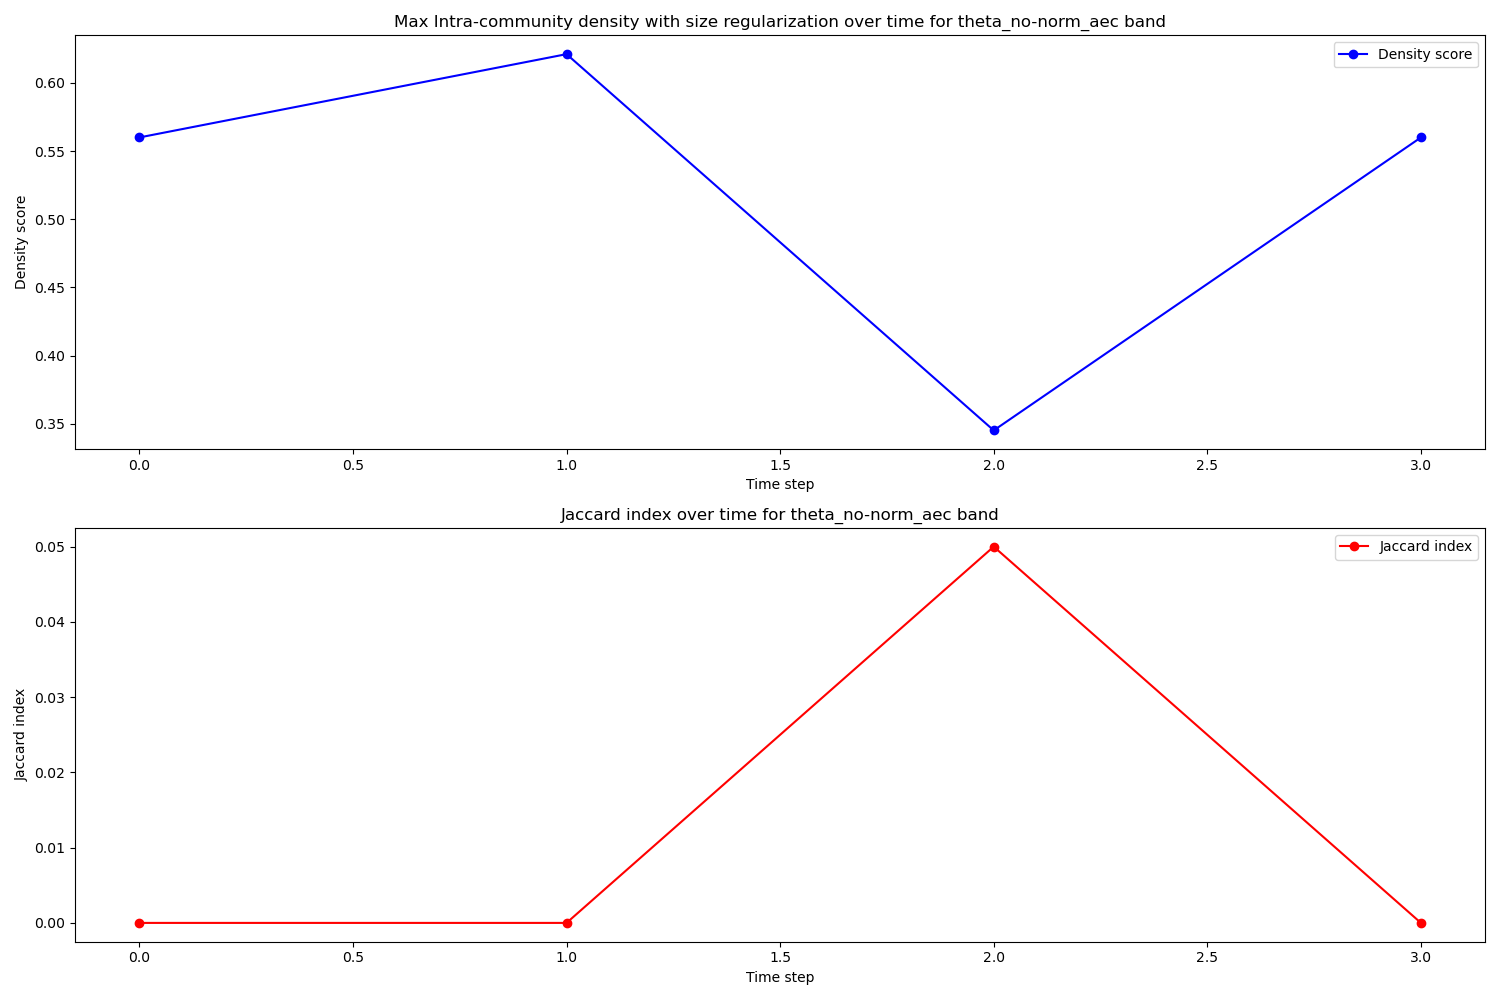 Max Intra-community density with size regularization over time for theta_no-norm_aec band
Density score
Density score
0.60
0.55
0.50
0.45
0.40
0.35
0.0 0.5 1.0 1.5 2.0 2.5 3.0
Time step
Jaccard index over time for theta_no-norm_aec band
Jaccard index
Jaccard index
0.05
0.04
0.03
0.02
0.01
0.00
0.0 0.5 1.0 1.5 2.0 2.5 3.0
Time step